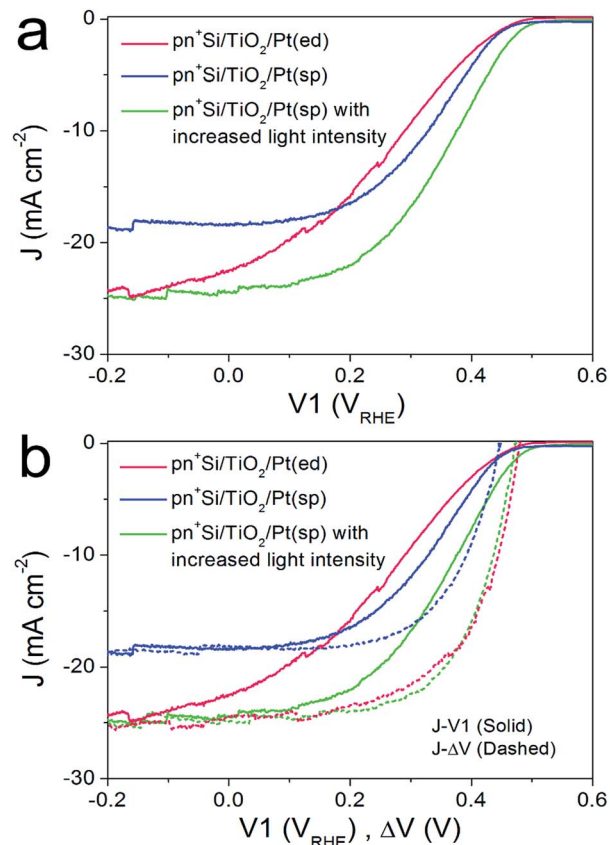 a
0
-10
-20
-30
J (mA cm⁻²)
pn⁺Si/TiO₂/Pt(ed)
pn⁺Si/TiO₂/Pt(sp)
pn⁺Si/TiO₂/Pt(sp) with
increased light intensity
-0.2 0.0 0.2 0.4 0.6
V1 (V_RHE)
b
0
-10
-20
-30
J (mA cm⁻²)
pn⁺Si/TiO₂/Pt(ed)
pn⁺Si/TiO₂/Pt(sp)
pn⁺Si/TiO₂/Pt(sp) with
increased light intensity
J-V1 (Solid)
J-ΔV (Dashed)
-0.2 0.0 0.2 0.4 0.6
V1 (V_RHE) , ΔV (V)